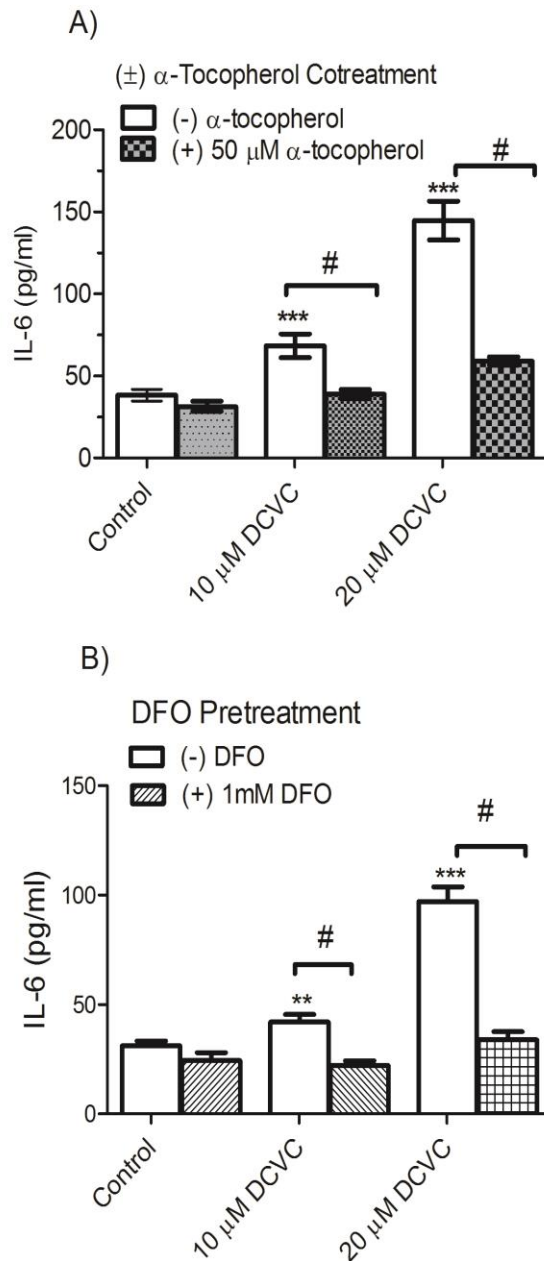 A)
(±) α-Tocopherol Cotreatment
(-) α-tocopherol
(+) 50 μM α-tocopherol
IL-6 (pg/ml)
200
150
100
50
0
***
#
***
#
Control
10 μM DCVC
20 μM DCVC
B)
DFO Pretreatment
(-) DFO
(+) 1mM DFO
IL-6 (pg/ml)
150
100
50
0
**
#
***
#
Control
10 μM DCVC
20 μM DCVC